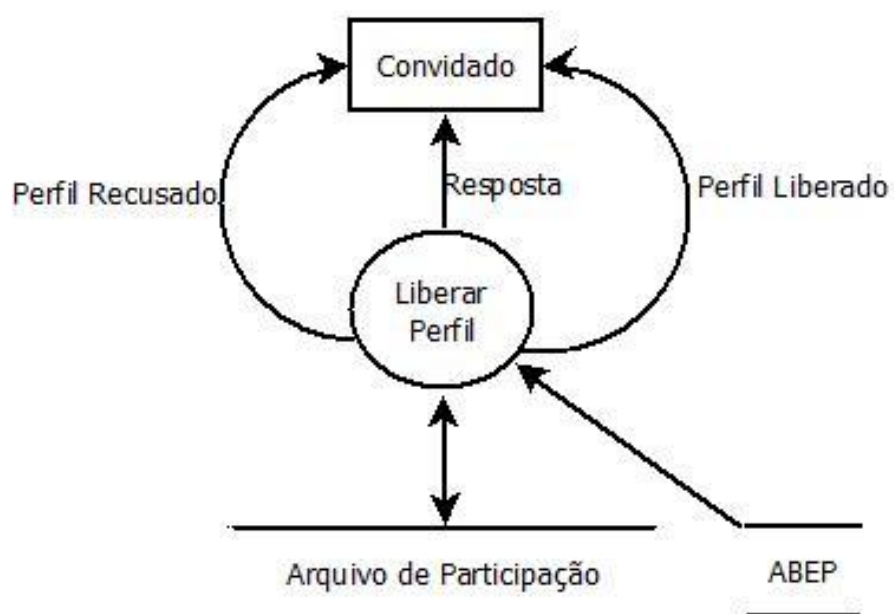 Convidado
Perfil Recusado
Resposta
Perfil Liberado
Liberar
Perfil
Arquivo de Participação
ABEP